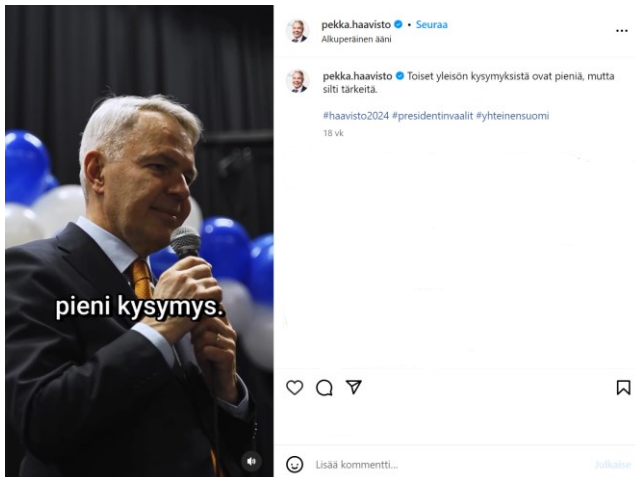 pekka.haavisto • Seuraa
Alkuperäinen ääni
pekka.haavisto Toiset yleisön kysymyksistä ovat pieniä, mutta
silti tärkeitä.
#haavisto2024 #presidentinvaalit #yhteinensuomi
18 vk
pieni kysymys.
Lisää kommentti...
Julkaise